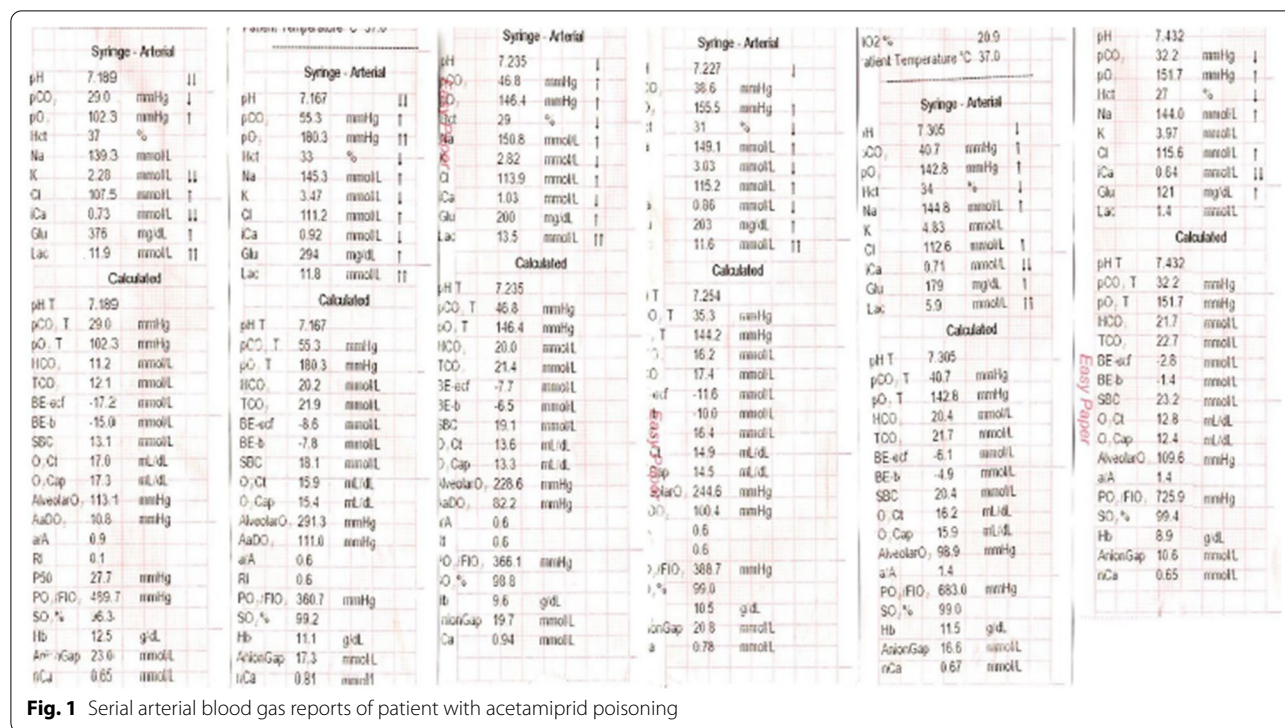 Syringe - Arterial
pH 7.189 ↓↓
pCO₂ 29.0 mmHg ↓
pO₂ 102.3 mmHg ↑
Hct 37 %
Na 139.3 mmol/L
K 2.28 mmol/L ↓↓
Cl 107.5 mmol/L ↑
iCa 0.73 mmol/L ↓↓
Glu 376 mg/dL ↑
Lac 11.9 mmol/L ↑↑
Calculated
pH T 7.189
pCO₂ T 29.0 mmHg
pO₂ T 102.3 mmHg
HCO₃ 11.2 mmol/L
TCO₂ 12.1 mmol/L
BE-ecf -17.2 mmol/L
BE-b -15.0 mmol/L
SBC 13.1 mmol/L
O₂Ct 17.0 mL/dL
O₂Cap 17.3 mL/dL
AlveolarO₂ 113.1 mmHg
AaDO₂ 10.8 mmHg
a/A 0.9
RI 0.1
P50 27.7 mmHg
PO₂/FIO₂ 489.7 mmHg
SO₂% 96.3
Hb 12.5 g/dL
AnionGap 23.0 mmol/L
nCa 0.65 mmol/L
Patient Temperature °C 37.0
Syringe - Arterial
pH 7.167 ↓↓
pCO₂ 55.3 mmHg ↑
pO₂ 180.3 mmHg ↑↑
Hct 33 % ↓
Na 145.3 mmol/L ↑
K 3.47 mmol/L ↓
Cl 111.2 mmol/L ↑
iCa 0.92 mmol/L ↓
Glu 294 mg/dL ↑
Lac 11.8 mmol/L ↑↑
Calculated
pH T 7.167
pCO₂ T 55.3 mmHg
pO₂ T 180.3 mmHg
HCO₃ 20.2 mmol/L
TCO₂ 21.9 mmol/L
BE-ecf -8.6 mmol/L
BE-b -7.8 mmol/L
SBC 18.1 mmol/L
O₂Ct 15.9 mL/dL
O₂Cap 15.4 mL/dL
AlveolarO₂ 291.3 mmHg
AaDO₂ 111.0 mmHg
a/A 0.6
RI 0.6
PO₂/FIO₂ 360.7 mmHg
SO₂% 99.2
Hb 11.1 g/dL
AnionGap 17.3 mmol/L
nCa 0.81 mmol/l
Syringe - Arterial
pH 7.235 ↓
pCO₂ 46.8 mmHg ↑
O₂ 146.4 mmHg ↑
Hct 29 % ↓
Na 150.8 mmol/L ↑
K 2.82 mmol/L ↓
Cl 113.9 mmol/L ↑
iCa 1.03 mmol/L ↓
Glu 200 mg/dL ↑
Lac 13.5 mmol/L ↑↑
Calculated
pH T 7.235
pCO₂ T 46.8 mmHg
pO₂ T 146.4 mmHg
HCO₃ 20.0 mmol/L
TCO₂ 21.4 mmol/L
BE-ecf -7.7 mmol/L
BE-b -6.5 mmol/L
SBC 19.1 mmol/L
O₂Ct 13.6 mL/dL
O₂Cap 13.3 mL/dL
AlveolarO₂ 228.6 mmHg
AaDO₂ 82.2 mmHg
/A 0.6
I 0.6
PO₂/FIO₂ 366.1 mmHg
O₂% 98.8
Hb 9.6 g/dL
nionGap 19.7 mmol/L
Ca 0.94 mmol/L
Easy Paper
Syringe - Arterial
7.227 ↓
O₂ 38.6 mmHg
155.5 mmHg ↑
ct 31 % ↓
149.1 mmol/L ↑
3.03 mmol/L ↓
115.2 mmol/L ↑
0.86 mmol/L ↓
203 mg/dL ↑
11.6 mmol/L ↑↑
Calculated
T 7.254
O₂ T 35.3 mmHg
T 144.2 mmHg
16.2 mmol/L
17.4 mmol/L
-ecf -11.6 mmol/L
-10.0 mmol/L
16.4 mmol/L
14.9 mL/dL
ap 14.5 mL/dL
olarO₂ 244.6 mmHg
DO₂ 100.4 mmHg
0.6
0.6
/FIO₂ 388.7 mmHg
% 99.0
10.5 g/dL
onGap 20.8 mmol/L
a 0.78 mmol/L
Easy Paper
IO2 % 20.9
atient Temperature °C 37.0
Syringe - Arterial
pH 7.305 ↓
pCO₂ 40.7 mmHg ↑
pO₂ 142.8 mmHg ↑
Hct 34 % ↓
Na 144.8 mmol/L ↑
K 4.83 mmol/L
Cl 112.6 mmol/L ↑
iCa 0.71 mmol/L ↓↓
Glu 179 mg/dL ↑
Lac 5.9 mmol/L ↑↑
Calculated
pH T 7.305
pCO₂ T 40.7 mmHg
pO₂ T 142.8 mmHg
HCO₃ 20.4 mmol/L
TCO₂ 21.7 mmol/L
BE-ecf -6.1 mmol/L
BE-b -4.9 mmol/L
SBC 20.4 mmol/L
O₂Ct 16.2 mL/dL
O₂Cap 15.9 mL/dL
AlveolarO₂ 98.9 mmHg
a/A 1.4
PO₂/FIO₂ 683.0 mmHg
SO₂% 99.0
Hb 11.5 g/dL
AnionGap 16.6 mmol/L
nCa 0.67 mmol/L
pH 7.432
pCO₂ 32.2 mmHg ↓
pO₂ 151.7 mmHg ↑
Hct 27 % ↓
Na 144.0 mmol/L ↑
K 3.97 mmol/L
Cl 115.6 mmol/L ↑
iCa 0.64 mmol/L ↓↓
Glu 121 mg/dL ↑
Lac 1.4 mmol/L
Calculated
pH T 7.432
pCO₂ T 32.2 mmHg
pO₂ T 151.7 mmHg
HCO₃ 21.7 mmol/L
TCO₂ 22.7 mmol/L
BE-ecf -2.8 mmol/L
BE-b -1.4 mmol/L
SBC 23.2 mmol/L
O₂Ct 12.8 mL/dL
O₂Cap 12.4 mL/dL
AlveolarO₂ 109.6 mmHg
a/A 1.4
PO₂/FIO₂ 725.9 mmHg
SO₂% 99.4
Hb 8.9 g/dL
AnionGap 10.6 mmol/L
nCa 0.65 mmol/L
Easy Paper
Fig. 1 Serial arterial blood gas reports of patient with acetamiprid poisoning